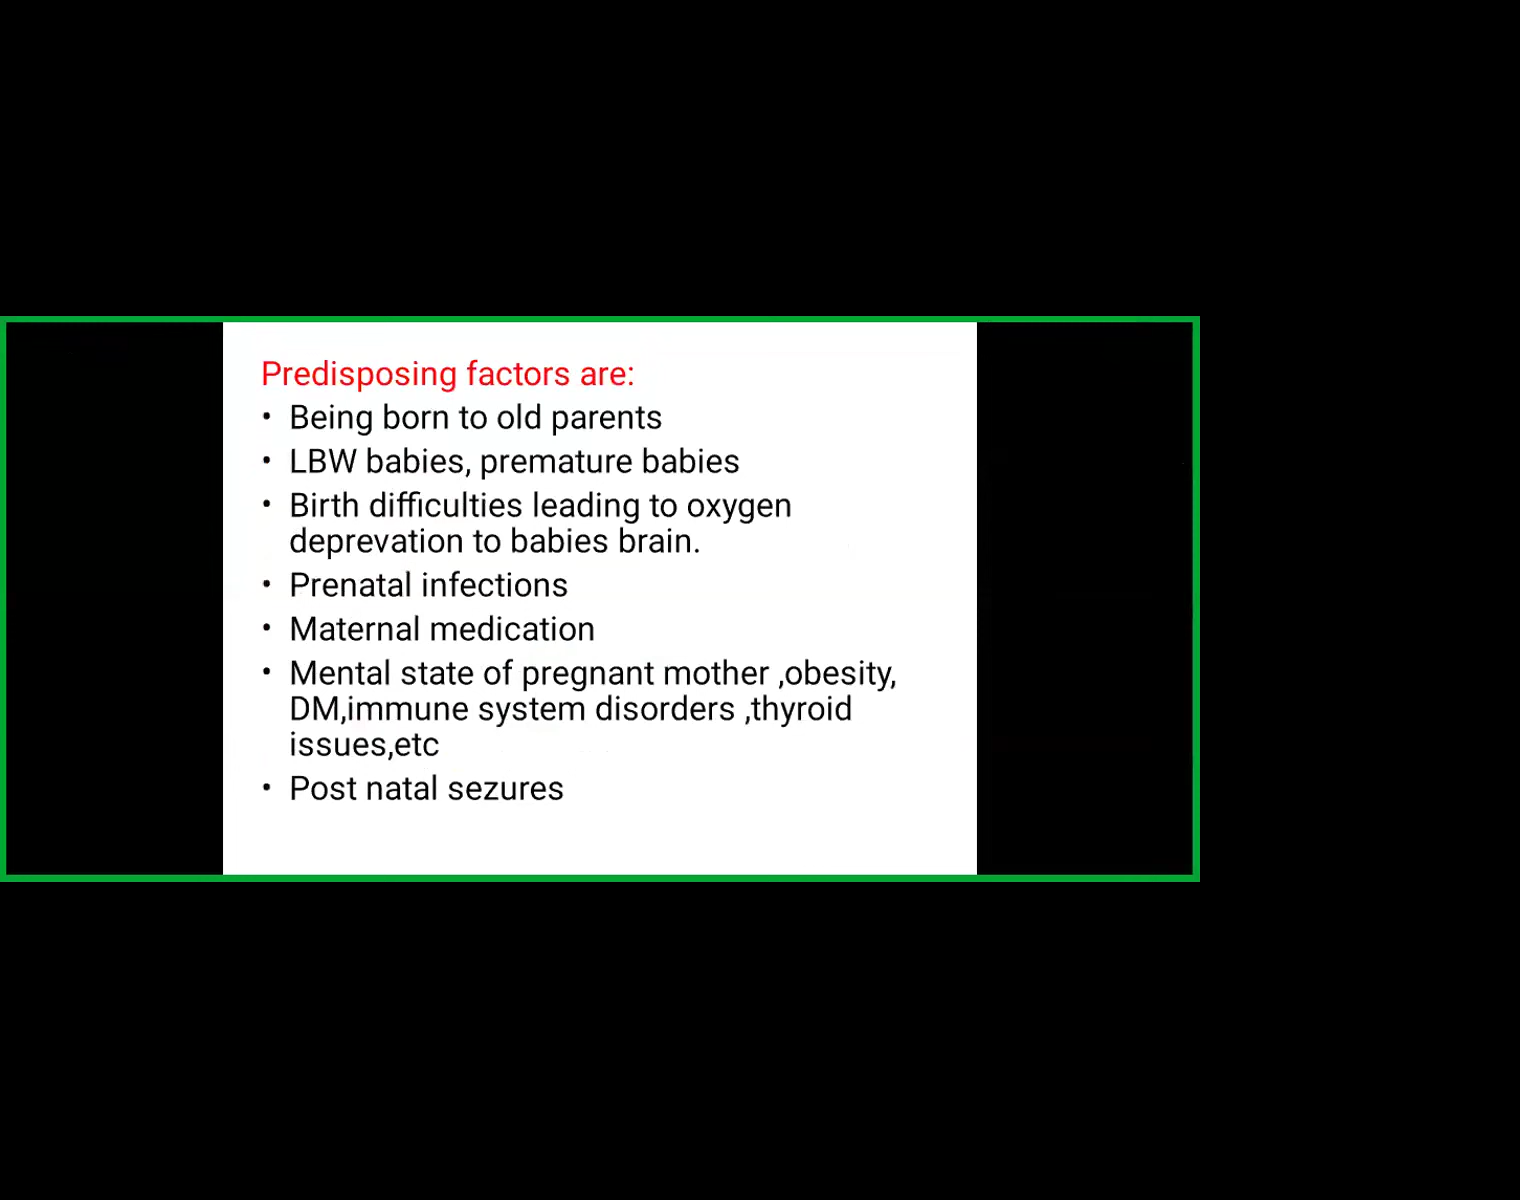 Predisposing factors are:
• Being born to old parents
• LBW babies, premature babies
• Birth difficulties leading to oxygen
deprevation to babies brain.
• Prenatal infections
• Maternal medication
• Mental state of pregnant mother ,obesity,
DM,immune system disorders ,thyroid
issues,etc
• Post natal sezures